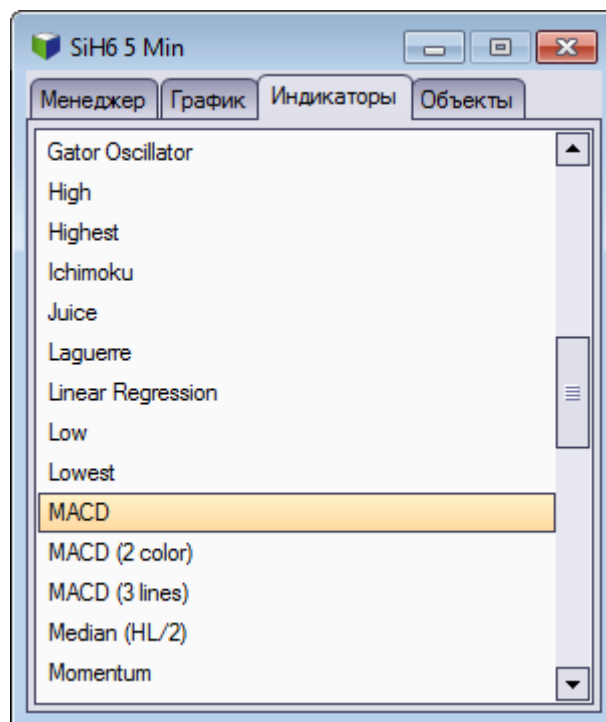 SiH6 5 Min
Менеджер График Индикаторы Объекты
Gator Oscillator
High
Highest
Ichimoku
Juice
Laguerre
Linear Regression
Low
Lowest
MACD
MACD (2 color)
MACD (3 lines)
Median (HL/2)
Momentum